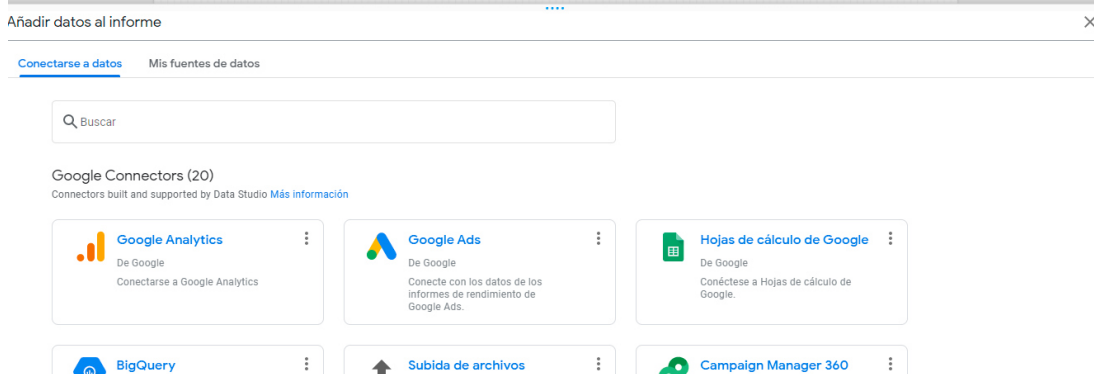 Añadir datos al informe
Conectarse a datos Mis fuentes de datos
Buscar
Google Connectors (20)
Connectors built and supported by Data Studio Más información
Google Analytics
De Google
Conectarse a Google Analytics
Google Ads
De Google
Conecte con los datos de los
informes de rendimiento de
Google Ads.
Hojas de cálculo de Google
De Google
Conéctese a Hojas de cálculo de
Google.
BigQuery
Subida de archivos
Campaign Manager 360